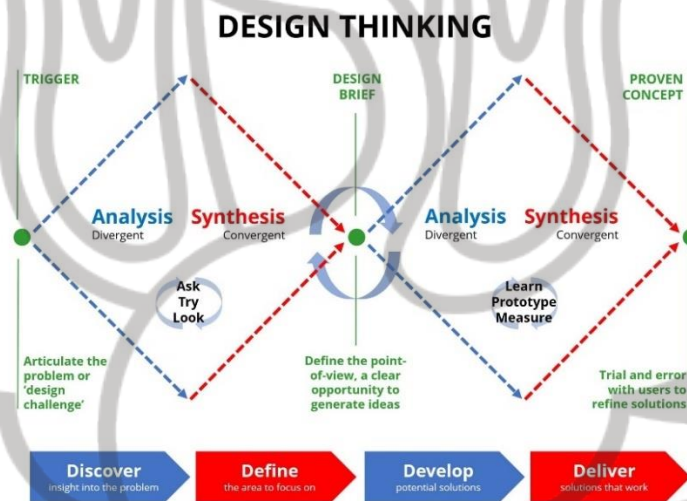 DESIGN THINKING
TRIGGER
DESIGN
BRIEF
PROVEN
CONCEPT
Analysis
Divergent
Synthesis
Convergent
Analysis
Divergent
Synthesis
Convergent
Ask
Try
Look
Learn
Prototype
Measure
Articulate the
problem or
'design
challenge'
Define the point-
of-view, a clear
opportunity to
generate ideas
Trial and error
with users to
refine solutions
Discover
insight into the problem
Define
the area to focus on
Develop
potential solutions
Deliver
solutions that work